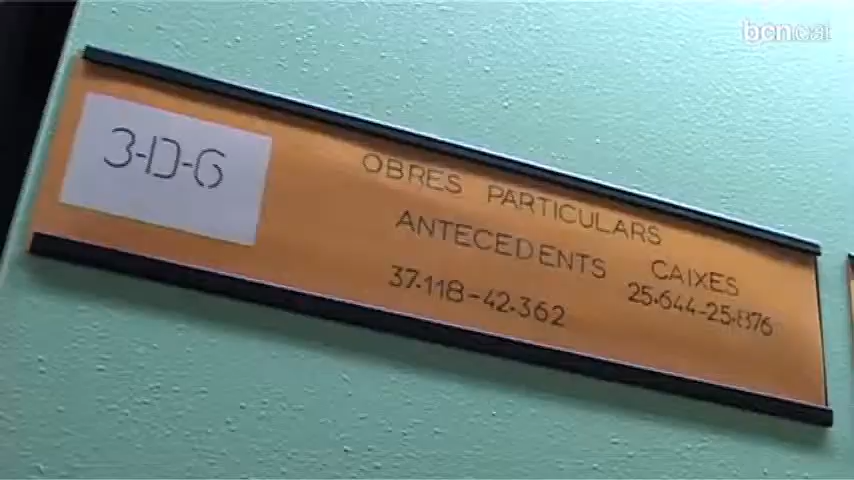 bcn.cat
3-D-G
OBRES PARTICULARS
ANTECEDENTS CAIXES
37.118-42.362 25.644-25.876